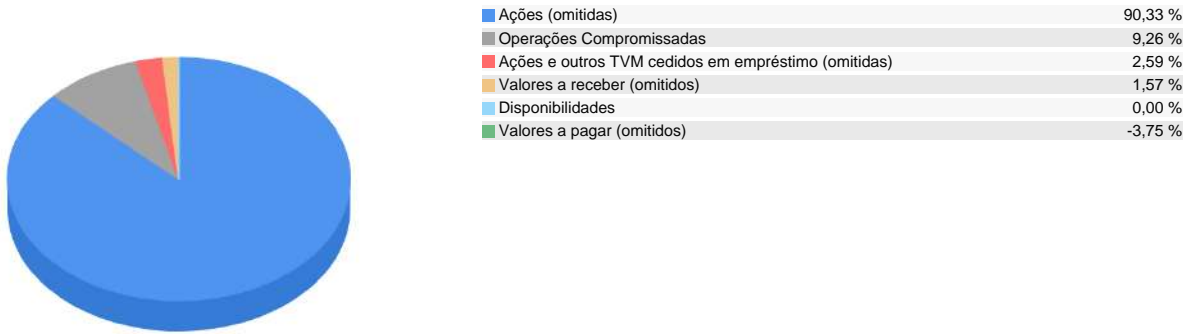 Ações (omitidas) 90,33 %
Operações Compromissadas 9,26 %
Ações e outros TVM cedidos em empréstimo (omitidas) 2,59 %
Valores a receber (omitidos) 1,57 %
Disponibilidades 0,00 %
Valores a pagar (omitidos) -3,75 %